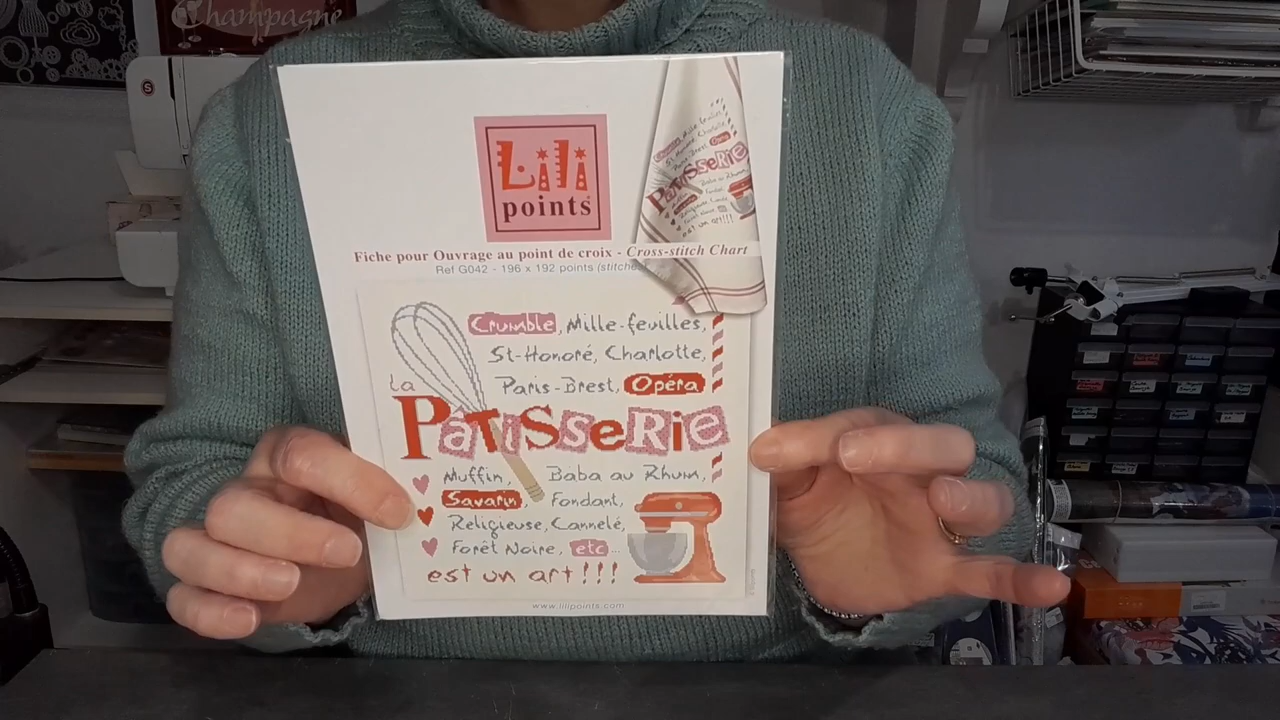 Champagne
S
Lili
points
Fiche pour Ouvrage au point de croix - Cross-stitch Chart
Ref G042 - 196 x 192 points (stitches
Crumble, Mille-feuilles,
St-Honoré, Charlotte,
Paris-Brest, Opéra
La
PâTiSSeRie
Muffin, Baba au Rhum,
Savarin, Fondant,
Religieuse, Cannelé,
Forêt Noire, etc...
est un art !!!
www.lilipoints.com